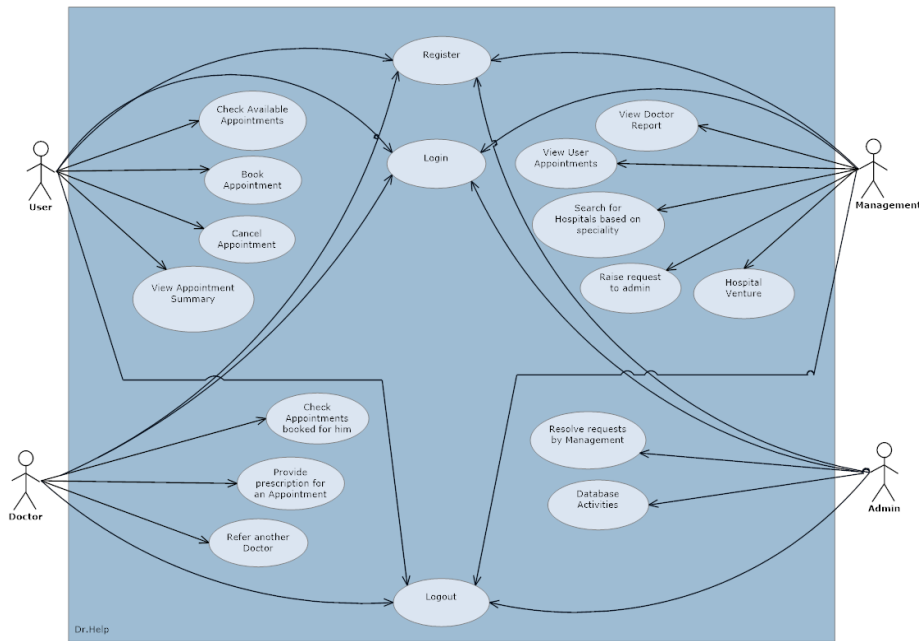 Register
Check Available
Appointments
View Doctor
Report
Login
View User
Appointments
Book
Appointment
User
Management
Search for
Hospitals based on
speciality
Cancel
Appointment
View Appointment
Summary
Raise request
to admin
Hospital
Venture
Check
Appointments
booked for him
Resolve requests
by Management
Provide
prescription for
an Appointment
Database
Activities
Doctor
Admin
Refer another
Doctor
Logout
Dr.Help